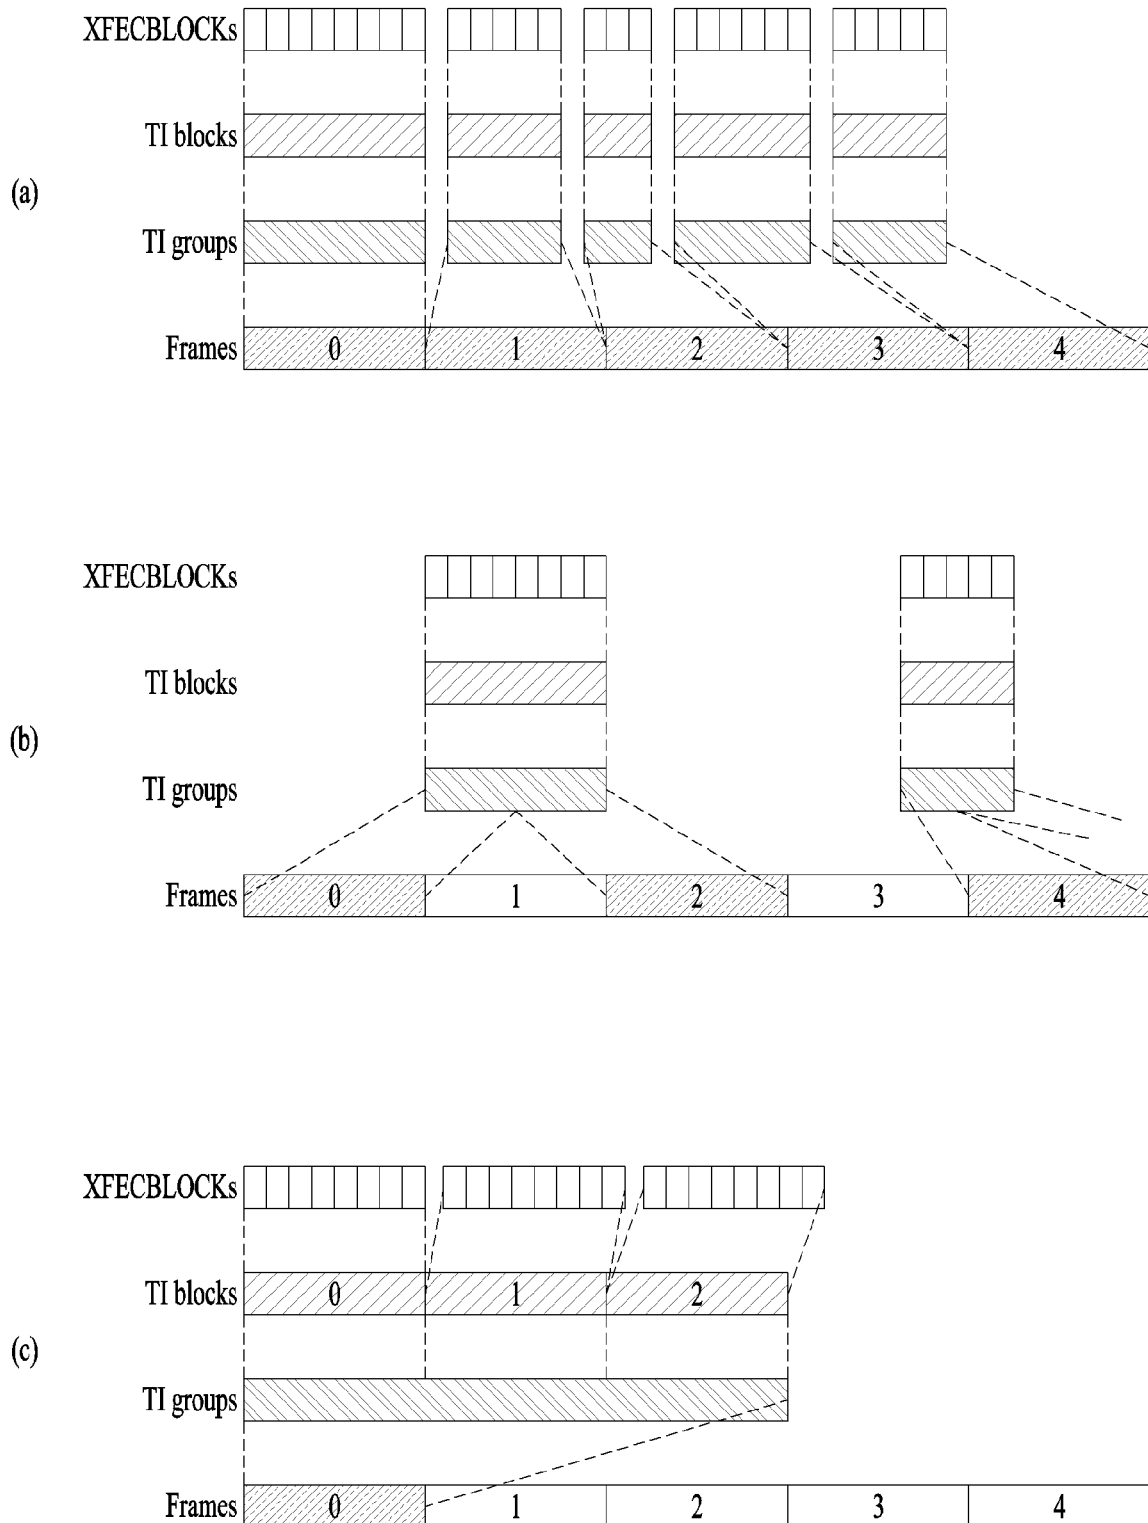 XFECBLOCKs
TI blocks
(a)
TI groups
Frames 0 1 2 3 4
XFECBLOCKs
TI blocks
(b)
TI groups
Frames 0 1 2 3 4
XFECBLOCKs
TI blocks 0 1 2
(c)
TI groups
Frames 0 1 2 3 4